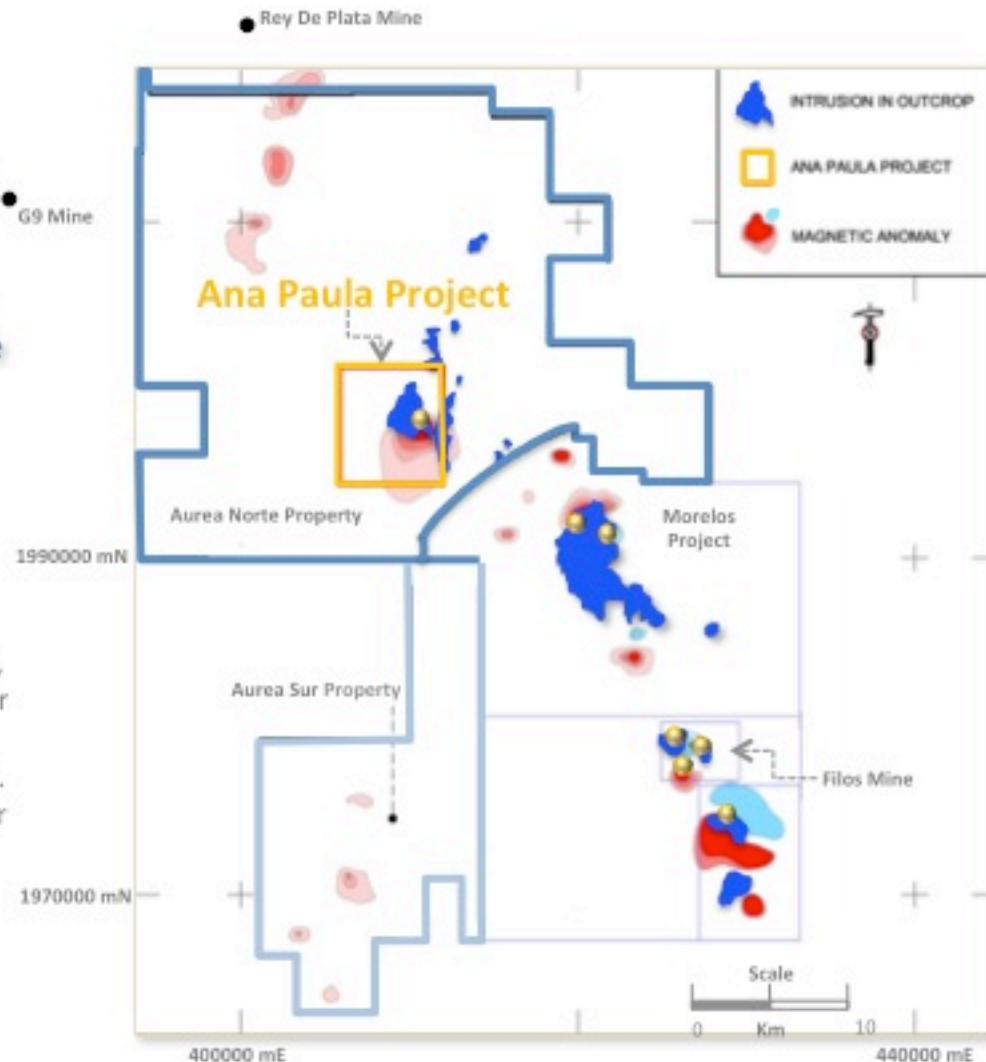 Rey De Plata Mine
INTRUSION IN OUTCROP
ANA PAULA PROJECT
MAGNETIC ANOMALY
G9 Mine
Ana Paula Project
Aurea Norte Property
Morelos
Project
1990000 mN
Aurea Sur Property
Filos Mine
1970000 mN
Scale
0 Km 10
400000 mE
440000 mE